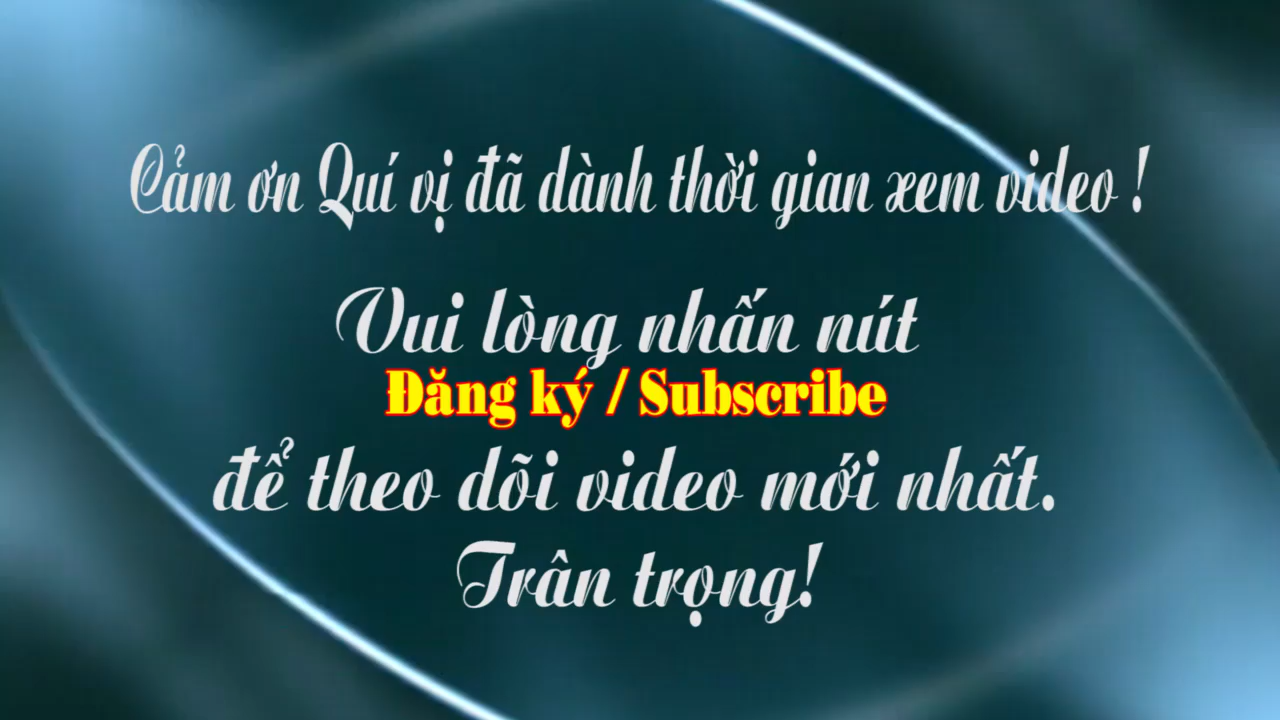 Cảm ơn Quí vị đã dành thời gian xem video !
Vui lòng nhấn nút
Đăng ký / Subscribe
để theo dõi video mới nhất.
Trân trọng!